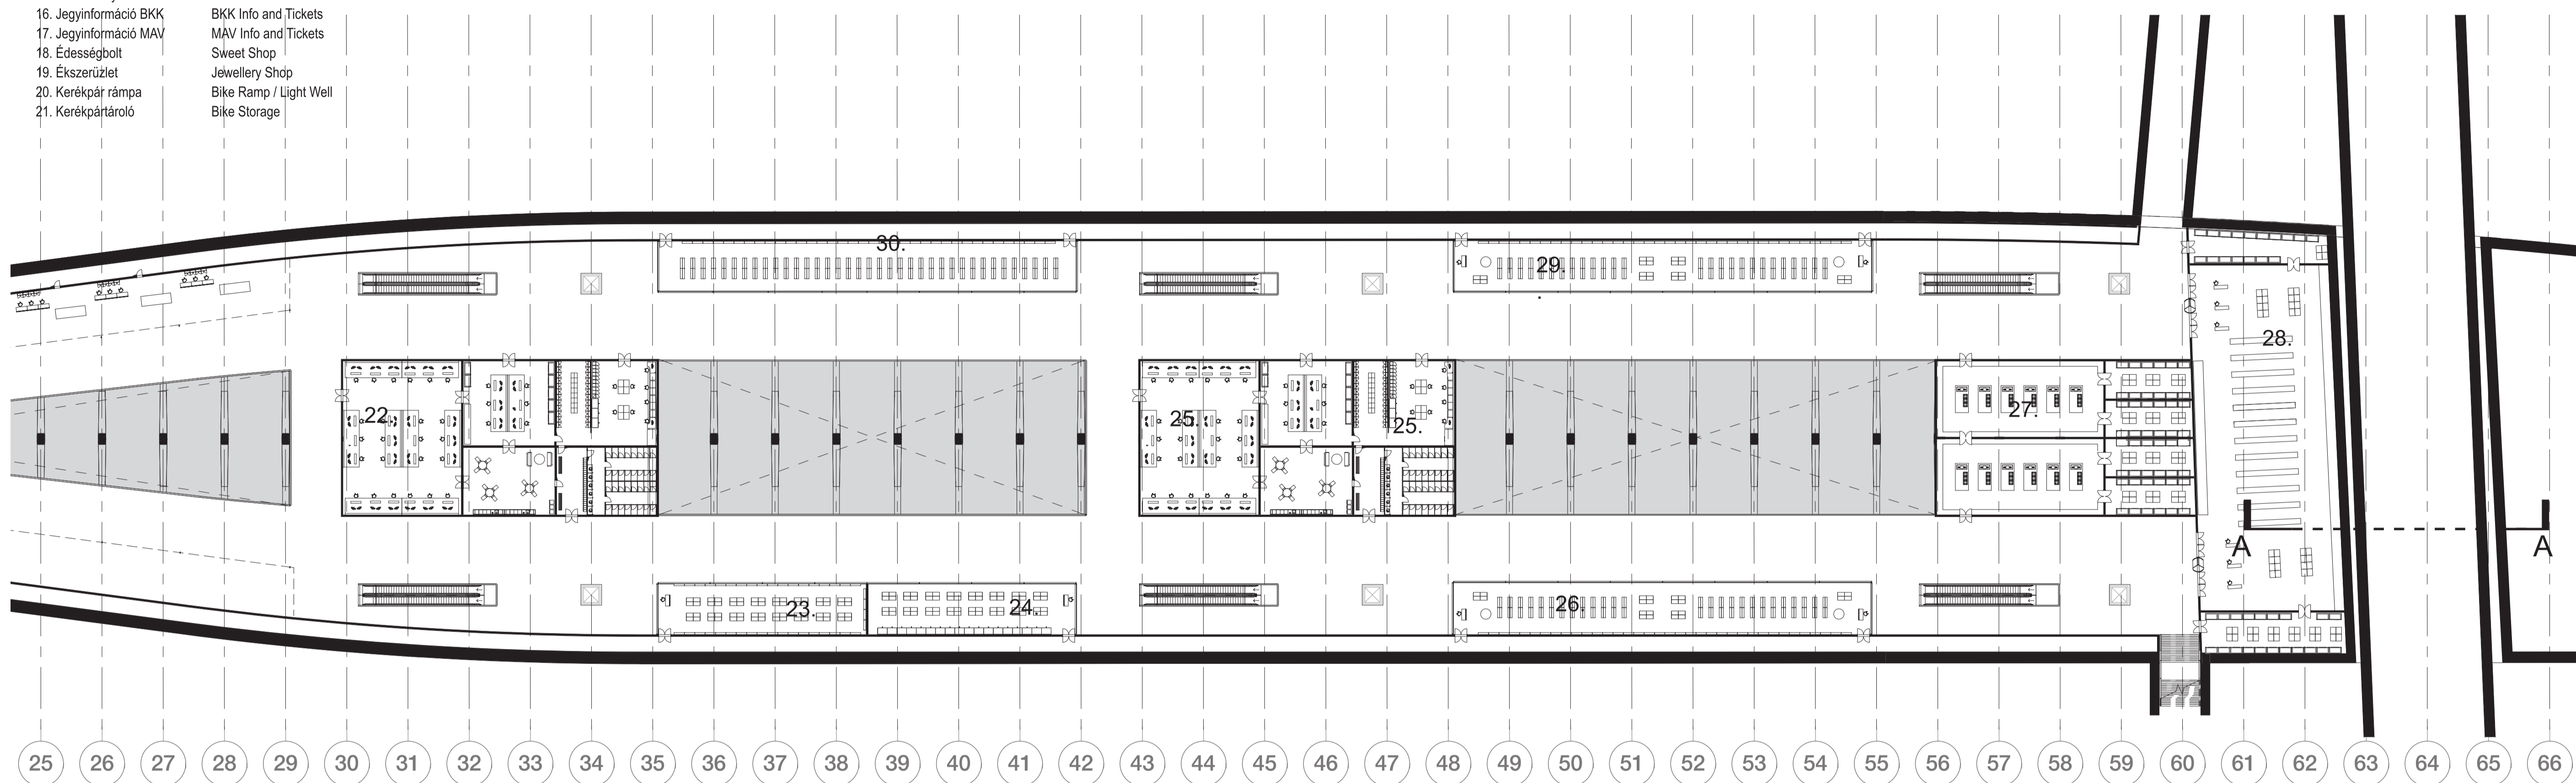 16. Jegyinformáció BKK BKK Info and Tickets
17. Jegyinformáció MAV MAV Info and Tickets
18. Édességbolt Sweet Shop
19. Ékszerüzlet Jewellery Shop
20. Kerékpár rámpa Bike Ramp / Light Well
21. Kerékpártároló Bike Storage
30.
29.
28.
22.
25.
25.
27.
A A
23.
24.
26.
25 26 27 28 29 30 31 32 33 34 35 36 37 38 39 40 41 42 43 44 45 46 47 48 49 50 51 52 53 54 55 56 57 58 59 60 61 62 63 64 65 66